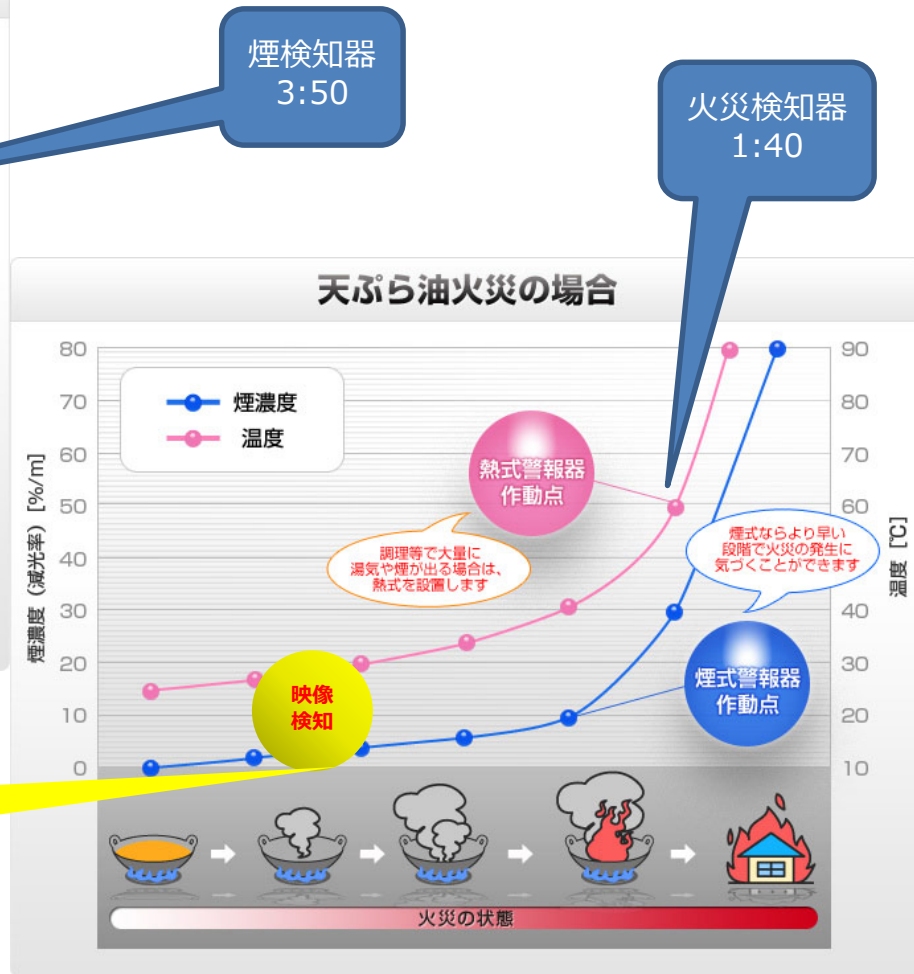 煙検知器
3:50
火災検知器
1:40
天ぷら油火災の場合
煙濃度
温度
煙濃度（減光率）[%/m]
80
70
60
50
40
30
20
10
0
熱式警報器
作動点
調理等で大量に
湯気や煙が出る場合は、
熱式を設置します
煙式ならより早い
段階で火災の発生に
気づくことができます
煙式警報器
作動点
映像
検知
90
80
70
60
40
30
20
10
温度 [℃]
火災の状態